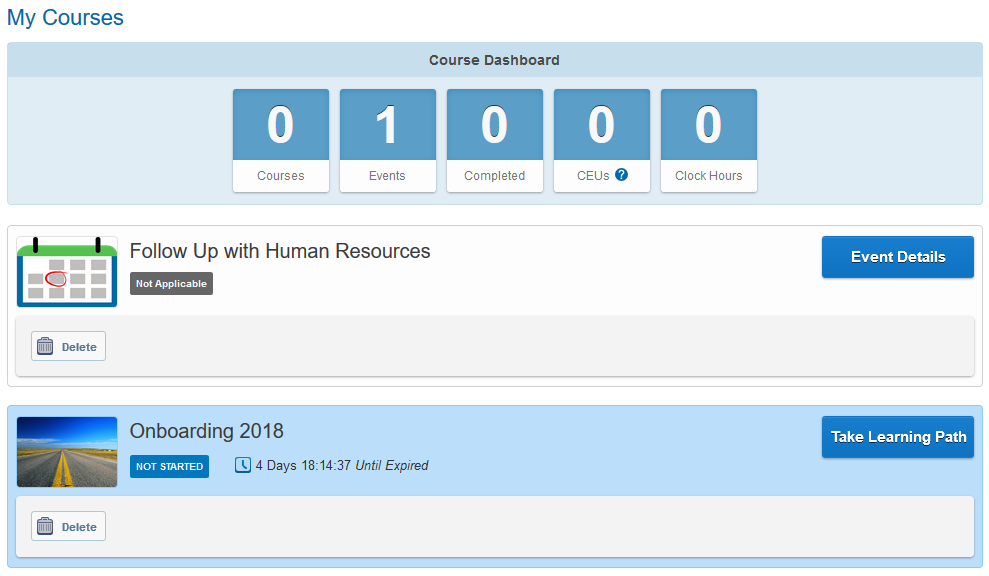 My Courses
Course Dashboard
0 1 0 0 0
Courses Events Completed CEUs ? Clock Hours
Follow Up with Human Resources
Event Details
Not Applicable
Delete
Onboarding 2018
Take Learning Path
NOT STARTED 4 Days 18:14:37 Until Expired
Delete